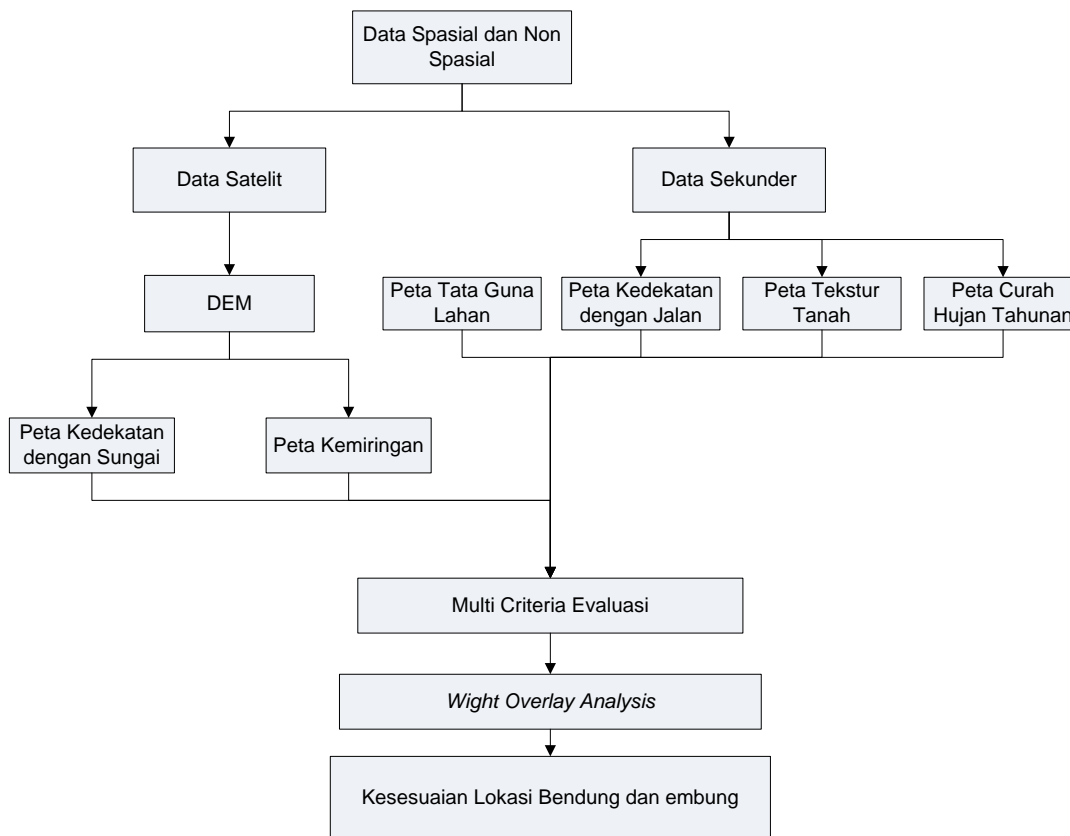 Data Spasial dan Non
Spasial
Data Satelit
Data Sekunder
DEM
Peta Tata Guna
Lahan
Peta Kedekatan
dengan Jalan
Peta Tekstur
Tanah
Peta Curah
Hujan Tahunan
Peta Kedekatan
dengan Sungai
Peta Kemiringan
Multi Criteria Evaluasi
Wight Overlay Analysis
Kesesuaian Lokasi Bendung dan embung